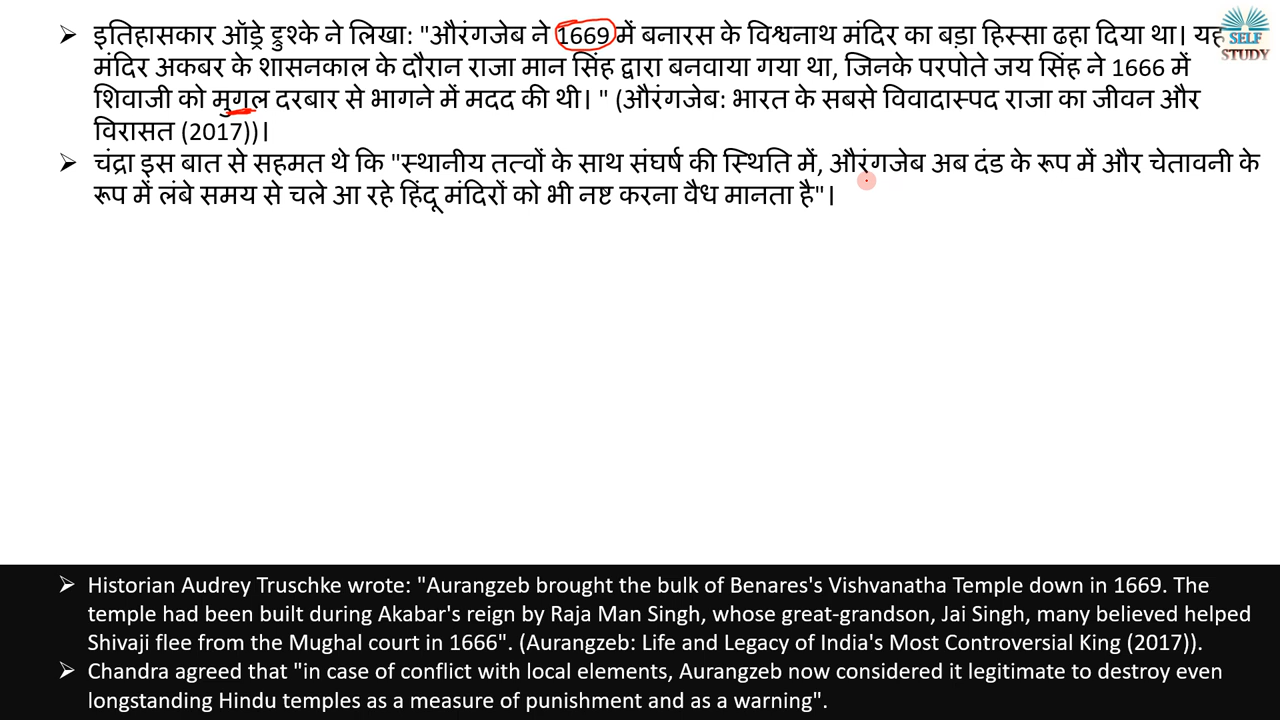 ➢ इतिहासकार ऑड्रे ट्रुश्के ने लिखा: "औरंगजेब ने 1669 में बनारस के विश्वनाथ मंदिर का बड़ा हिस्सा ढहा दिया था। यह
मंदिर अकबर के शासनकाल के दौरान राजा मान सिंह द्वारा बनवाया गया था, जिनके परपोते जय सिंह ने 1666 में
शिवाजी को मुगल दरबार से भागने में मदद की थी। " (औरंगजेब: भारत के सबसे विवादास्पद राजा का जीवन और
विरासत (2017))।
➢ चंद्रा इस बात से सहमत थे कि "स्थानीय तत्वों के साथ संघर्ष की स्थिति में, औरंगजेब अब दंड के रूप में और चेतावनी के
रूप में लंबे समय से चले आ रहे हिंदू मंदिरों को भी नष्ट करना वैध मानता है"।
SELF
STUDY
➢ Historian Audrey Truschke wrote: "Aurangzeb brought the bulk of Benares's Vishvanatha Temple down in 1669. The
temple had been built during Akabar's reign by Raja Man Singh, whose great-grandson, Jai Singh, many believed helped
Shivaji flee from the Mughal court in 1666". (Aurangzeb: Life and Legacy of India's Most Controversial King (2017)).
➢ Chandra agreed that "in case of conflict with local elements, Aurangzeb now considered it legitimate to destroy even
longstanding Hindu temples as a measure of punishment and as a warning".